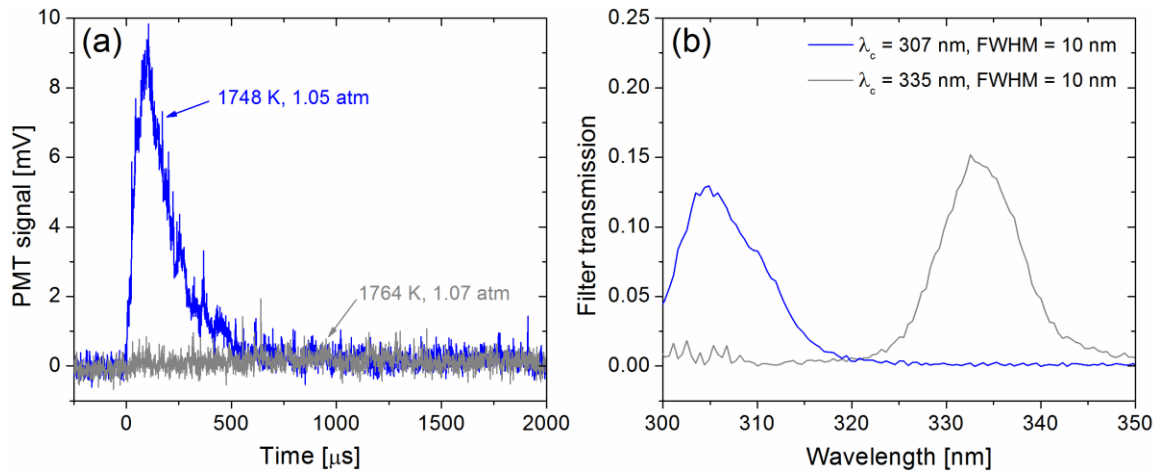 (a)
PMT signal [mV]
10
8
6
4
2
0
1748 K, 1.05 atm
1764 K, 1.07 atm
0 500 1000 1500 2000
Time [μs]
(b)
Filter transmission
0.25
0.20
0.15
0.10
0.05
0.00
λc = 307 nm, FWHM = 10 nm
λc = 335 nm, FWHM = 10 nm
300 310 320 330 340 350
Wavelength [nm]